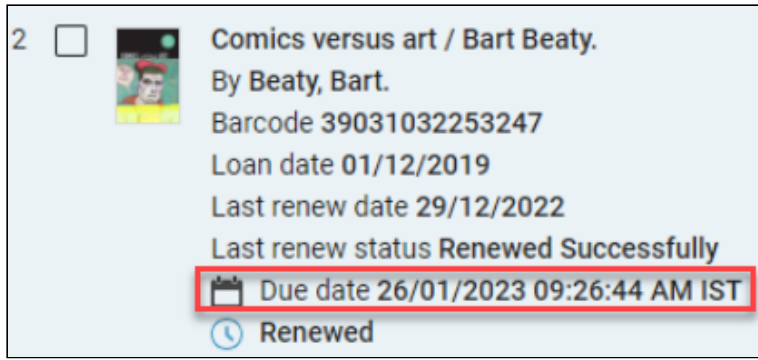 2
Comics versus art / Bart Beaty.
By Beaty, Bart.
Barcode 39031032253247
Loan date 01/12/2019
Last renew date 29/12/2022
Last renew status Renewed Successfully
Due date 26/01/2023 09:26:44 AM IST
Renewed